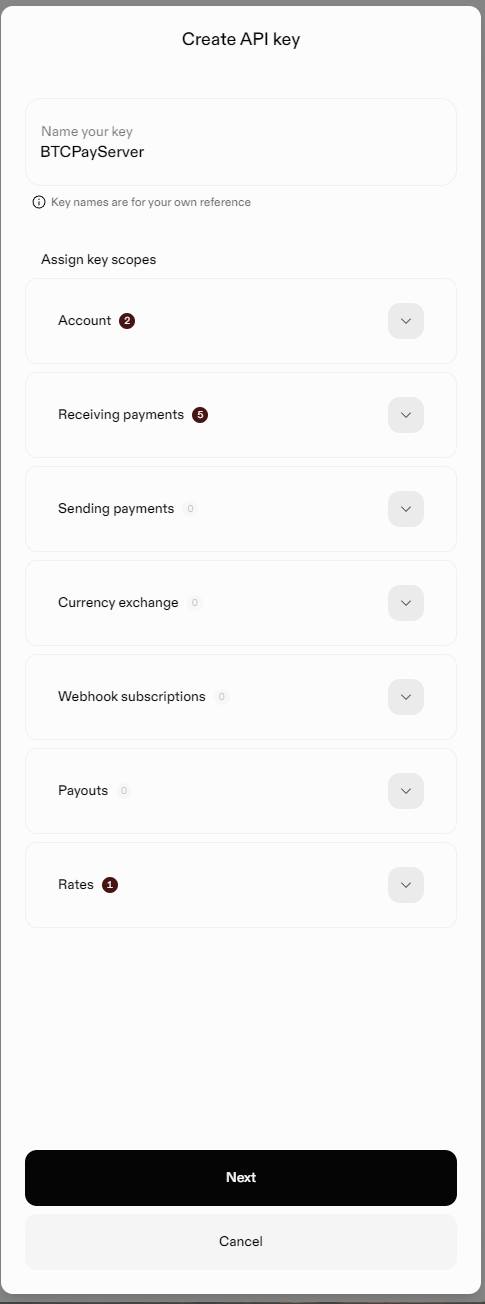 Create API key
Name your key
BTCPayServer
Key names are for your own reference
Assign key scopes
Account 2
Receiving payments 5
Sending payments 0
Currency exchange 0
Webhook subscriptions 0
Payouts 0
Rates 1
Next
Cancel